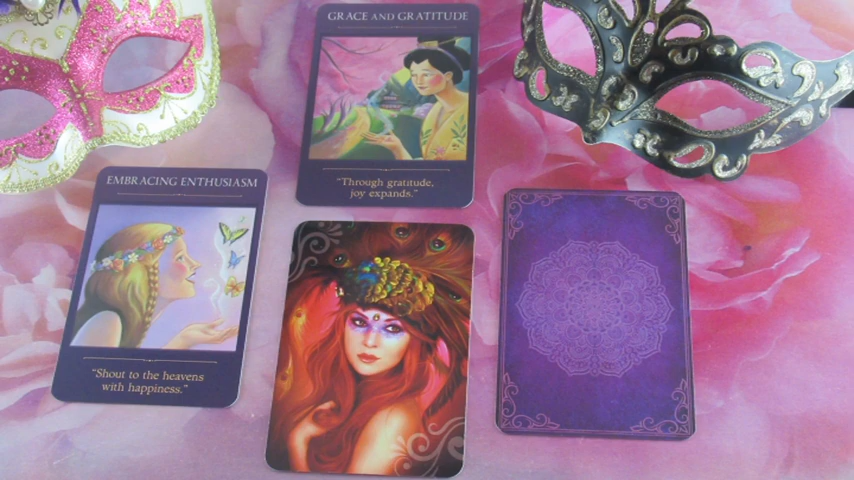 GRACE AND GRATITUDE
"Through gratitude,
joy expands."
EMBRACING ENTHUSIASM
"Shout to the heavens
with happiness."